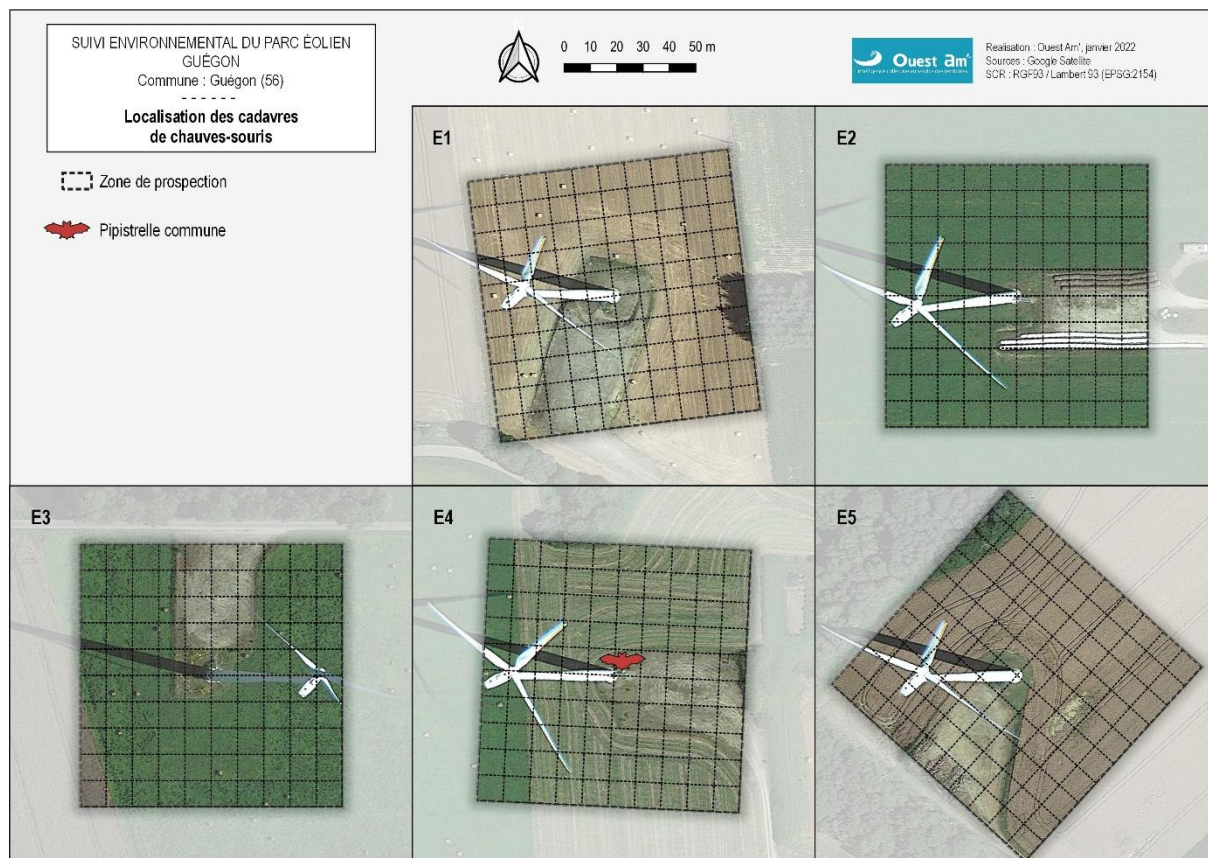 SUIVI ENVIRONNEMENTAL DU PARC ÉOLIEN
GUÉGON
Commune : Guégon (56)
------
Localisation des cadavres
de chauves-souris
Zone de prospection
Pipistrelle commune
N
0 10 20 30 40 50 m
Ouest am'
Realisation : Ouest Am', janvier 2022
Sources : Google Satellite
SCR : RGF93 / Lambert 93 (EPSG:2154)
E1
E2
E3
E4
E5